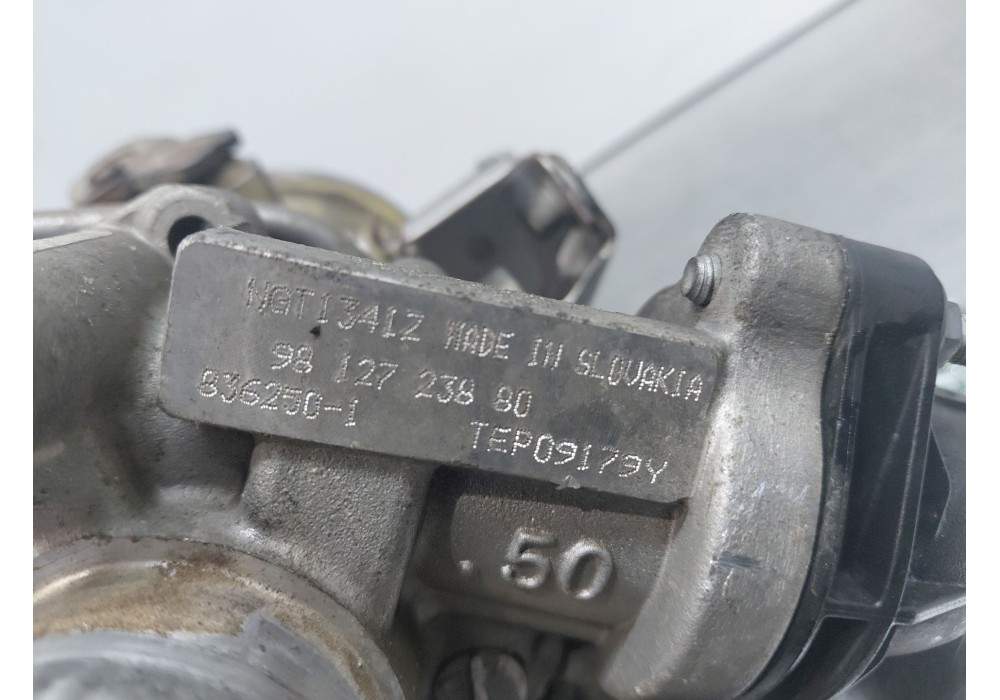 NGT1341Z MADE IN SLOVAKIA
98 127 238 80
836250-1 TEP09179Y
.50